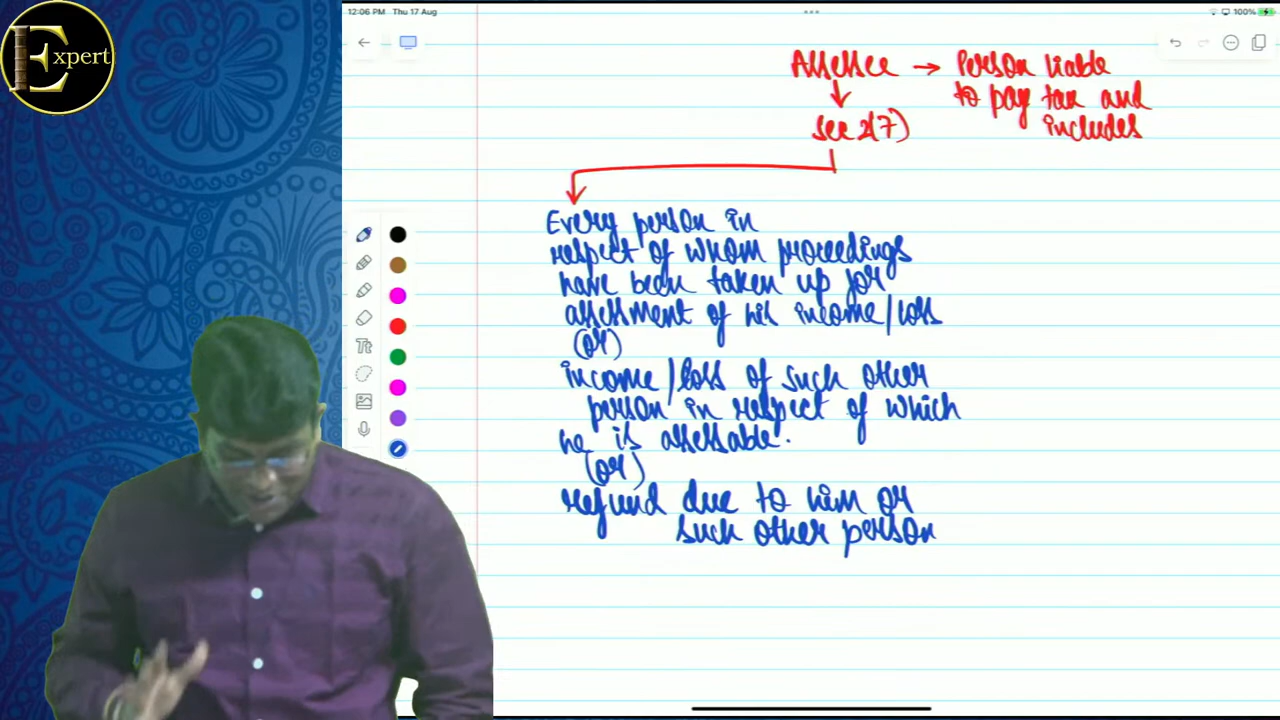 Expert
12:06 PM Thu 17 Aug
100%
Assessee → Person liable
to pay tax and
includes
Sec 2(7)
Every person in
respect of whom proceedings
have been taken up for
assessment of his income/loss
(or)
income/loss of such other
person in respect of which
he is assessable.
(or)
refund due to him or
such other person
Tt